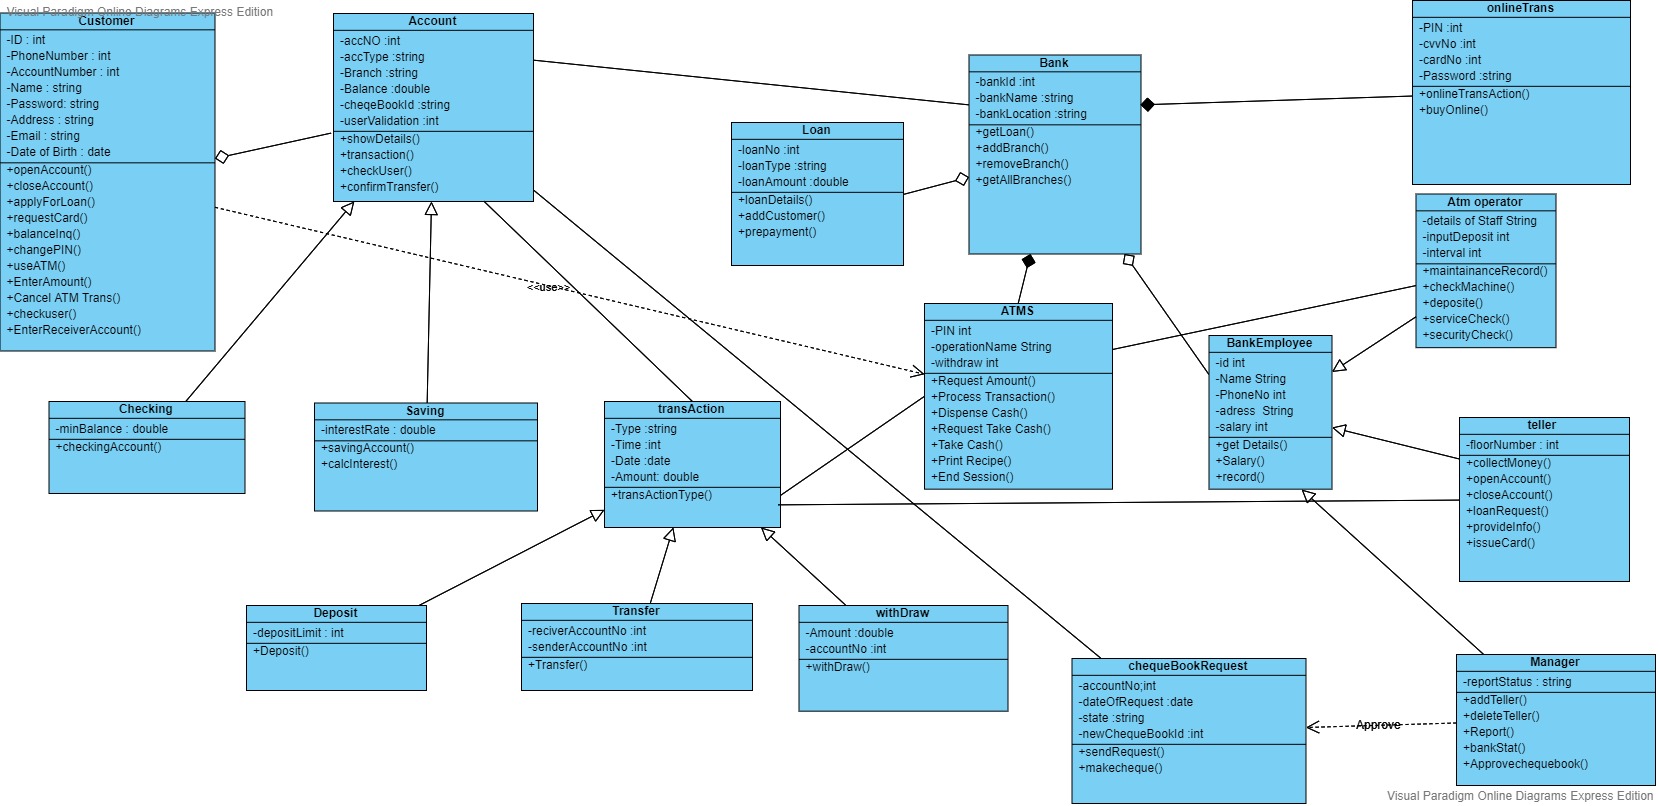 Visual Paradigm Online Diagrams Express Edition
Customer
-ID : int
-PhoneNumber : int
-AccountNumber : int
-Name : string
-Password: string
-Address : string
-Email : string
-Date of Birth : date
+openAccount()
+closeAccount()
+applyForLoan()
+requestCard()
+balanceInq()
+changePIN()
+useATM()
+EnterAmount()
+Cancel ATM Trans()
+checkuser()
+EnterReceiverAccount()
Account
-accNO :int
-accType :string
-Branch :string
-Balance :double
-cheqeBookId :string
-userValidation :int
+showDetails()
+transaction()
+checkUser()
+confirmTransfer()
Loan
-loanNo :int
-loanType :string
-loanAmount :double
+loanDetails()
+addCustomer()
+prepayment()
Bank
-bankId :int
-bankName :string
-bankLocation :string
+getLoan()
+addBranch()
+removeBranch()
+getAllBranches()
onlineTrans
-PIN :int
-cvvNo :int
-cardNo :int
-Password :string
+onlineTransAction()
+buyOnline()
Atm operator
-details of Staff String
-inputDeposit int
-interval int
+maintainanceRecord()
+checkMachine()
+deposite()
+serviceCheck()
+securityCheck()
<<use>>
ATMS
-PIN int
-operationName String
-withdraw int
+Request Amount()
+Process Transaction()
+Dispense Cash()
+Request Take Cash()
+Take Cash()
+Print Recipe()
+End Session()
BankEmployee
-id int
-Name String
-PhoneNo int
-adress String
-salary int
+get Details()
+Salary()
+record()
Checking
-minBalance : double
+checkingAccount()
Saving
-interestRate : double
+savingAccount()
+calcInterest()
transAction
-Type :string
-Time :int
-Date :date
-Amount: double
+transActionType()
teller
-floorNumber : int
+collectMoney()
+openAccount()
+closeAccount()
+loanRequest()
+provideInfo()
+issueCard()
Deposit
-depositLimit : int
+Deposit()
Transfer
-reciverAccountNo :int
-senderAccountNo :int
+Transfer()
withDraw
-Amount :double
-accountNo :int
+withDraw()
chequeBookRequest
-accountNo;int
-dateOfRequest :date
-state :string
-newChequeBookId :int
+sendRequest()
+makecheque()
Approve
Manager
-reportStatus : string
+addTeller()
+deleteTeller()
+Report()
+bankStat()
+Approvechequebook()
Visual Paradigm Online Diagrams Express Edition